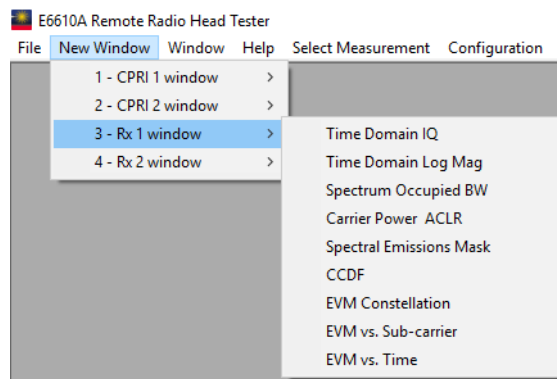 E6610A Remote Radio Head Tester
File New Window Window Help Select Measurement Configuration
1 - CPRI 1 window >
2 - CPRI 2 window >
3 - Rx 1 window >
4 - Rx 2 window >
Time Domain IQ
Time Domain Log Mag
Spectrum Occupied BW
Carrier Power ACLR
Spectral Emissions Mask
CCDF
EVM Constellation
EVM vs. Sub-carrier
EVM vs. Time